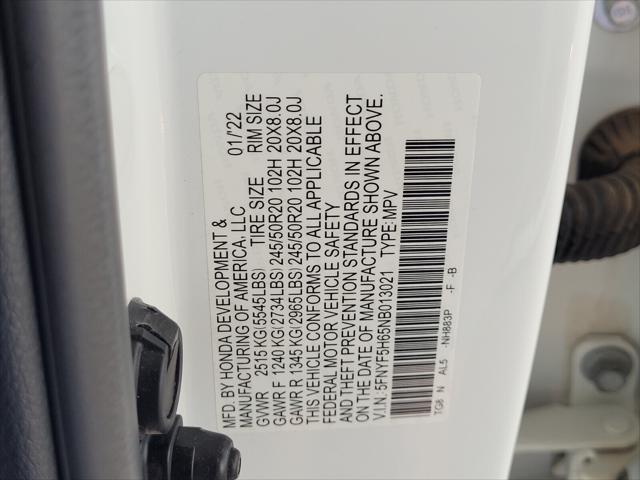 MFD. BY HONDA DEVELOPMENT &
MANUFACTURING OF AMERICA, LLC 01/'22
GVWR 2515 KG(5545LBS) TIRE SIZE RIM SIZE
GAWR F 1240 KG(2734LBS) 245/50R20 102H 20X8.0J
GAWR R 1345 KG(2965LBS) 245/50R20 102H 20X8.0J
THIS VEHICLE CONFORMS TO ALL APPLICABLE
FEDERAL MOTOR VEHICLE SAFETY
AND THEFT PREVENTION STANDARDS IN EFFECT
ON THE DATE OF MANUFACTURE SHOWN ABOVE.
V.I.N: 5FNYF5H65NB013021 TYPE: MPV
TG8 N AL5 -NH883P -F -B